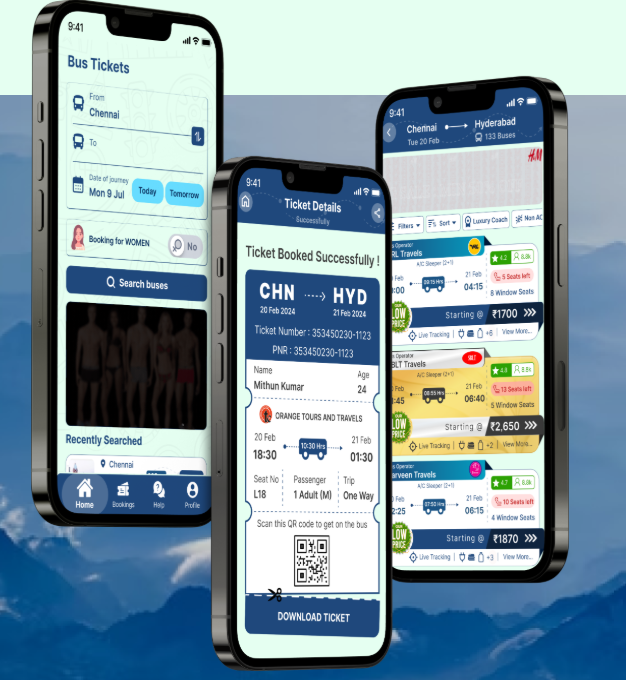 9:41
Bus Tickets
From
Chennai
To
Date of journey
Mon 9 Jul
Today
Tomorrow
Booking for WOMEN
No
Search buses
Recently Searched
Chennai
Home
Bookings
Help
Profile
9:41
Ticket Details
Successfully
Ticket Booked Successfully !
CHN HYD
20 Feb 2024 21 Feb 2024
Ticket Number : 353450230-1123
PNR : 353450230-1123
Name Age
Mithun Kumar 24
ORANGE TOURS AND TRAVELS
20 Feb 21 Feb
18:30 10:30 Hrs 01:30
Seat No Passenger Trip
L18 1 Adult (M) One Way
Scan this QR code to get on the bus
DOWNLOAD TICKET
9:41
Chennai Hyderabad
Tue 20 Feb 133 Buses
H&M
Filters Sort Luxury Coach Non AC
Operator
RL Travels
A/C Sleeper (2+1)
4.2 8.8k
Feb 21 Feb
:00 04:15
5 Seats left
8 Window Seats
LOW PRICE
Starting @ ₹1700
Live Tracking +6 View More...
Operator
BLT Travels
A/C Sleeper (2+1)
Feb 21 Feb
:45 08:55 Hrs 06:40
13 Seats left
5 Window Seats
LOW PRICE
Starting @ ₹2,650
Live Tracking +2 View More...
Operator
arveen Travels
A/C Sleeper (2+1)
4.7 8.8k
Feb 21 Feb
2:25 07:50 Hrs 06:15
10 Seats left
4 Window Seats
LOW PRICE
Starting @ ₹1870
Live Tracking +3 View More...